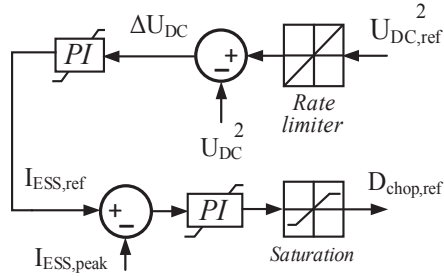 PI
ΔU_DC
− +
U_DC,ref^2
Rate
limiter
U_DC^2
I_ESS,ref
+ −
PI
D_chop,ref
I_ESS,peak
Saturation